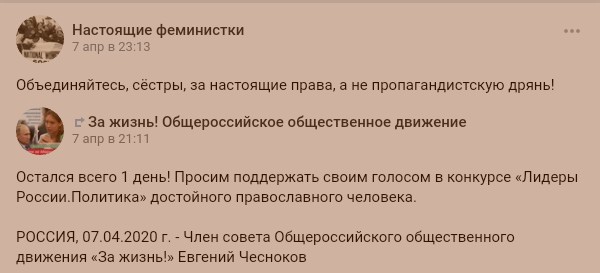 Настоящие феминистки
7 апр в 23:13
Объединяйтесь, сёстры, за настоящие права, а не пропагандистскую дрянь!
За жизнь! Общероссийское общественное движение
7 апр в 21:11
Остался всего 1 день! Просим поддержать своим голосом в конкурсе «Лидеры
России.Политика» достойного православного человека.
РОССИЯ, 07.04.2020 г. - Член совета Общероссийского общественного
движения «За жизнь!» Евгений Чесноков